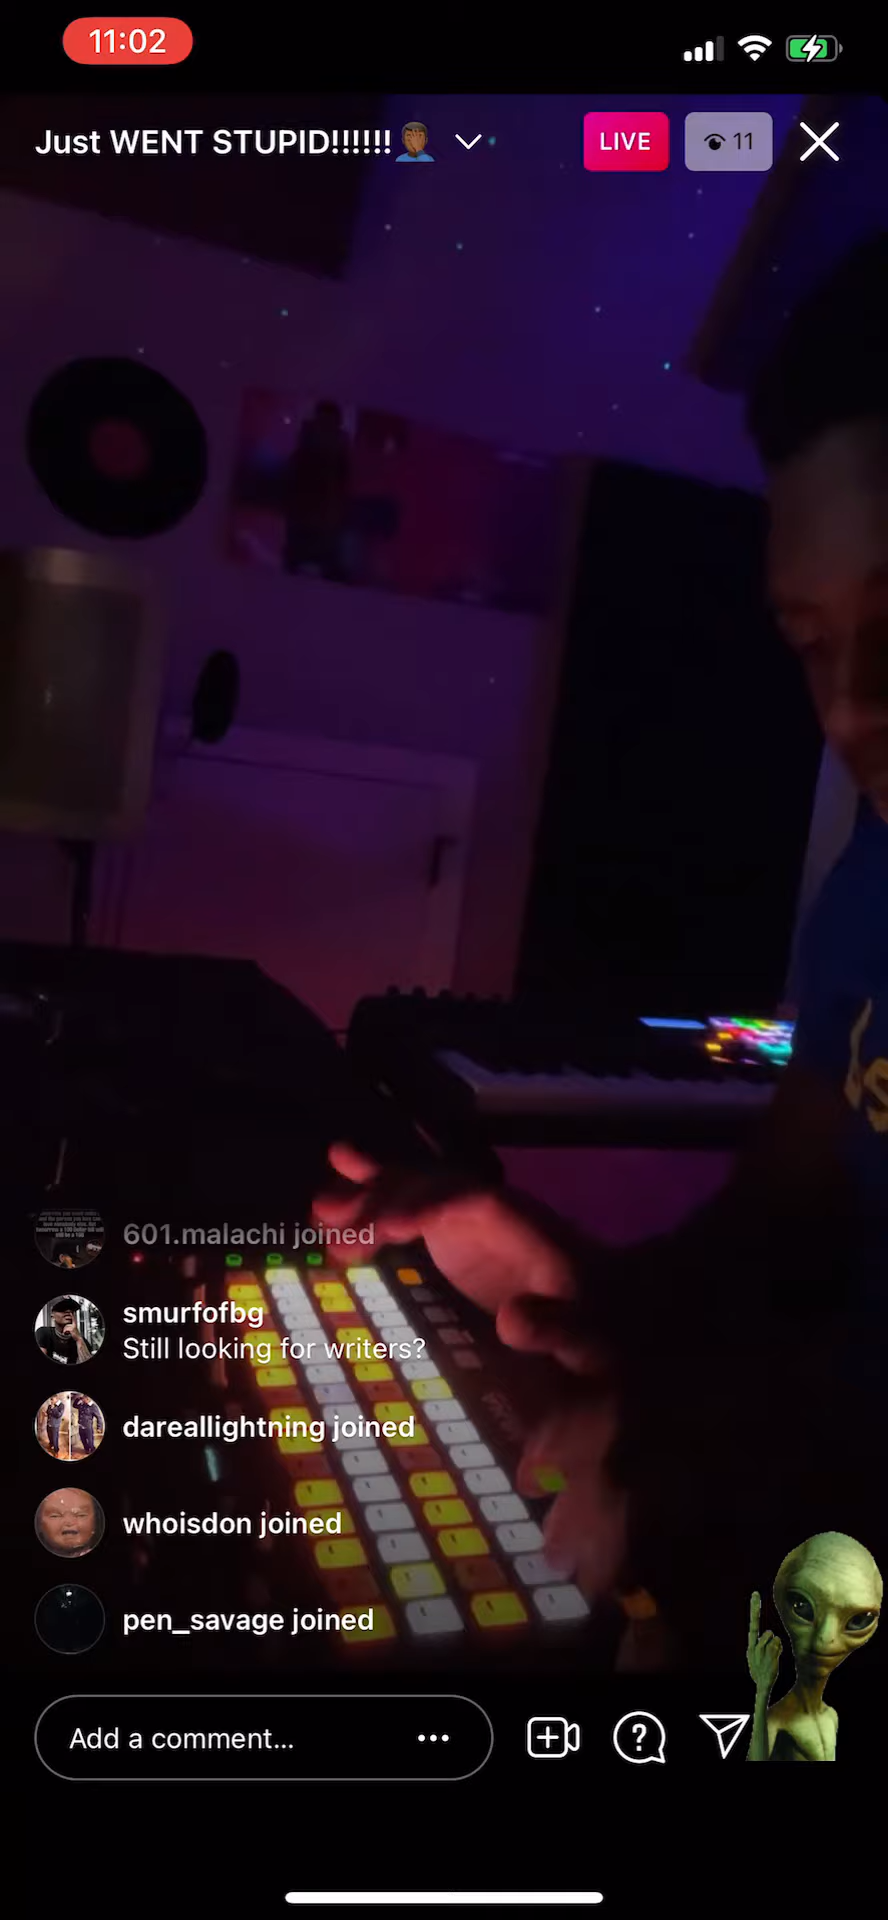 11:02
Just WENT STUPID!!!!!!🤦🏾‍♂️
LIVE
11
601.malachi joined
smurfofbg
Still looking for writers?
dareallightning joined
whoisdon joined
pen_savage joined
Add a comment...